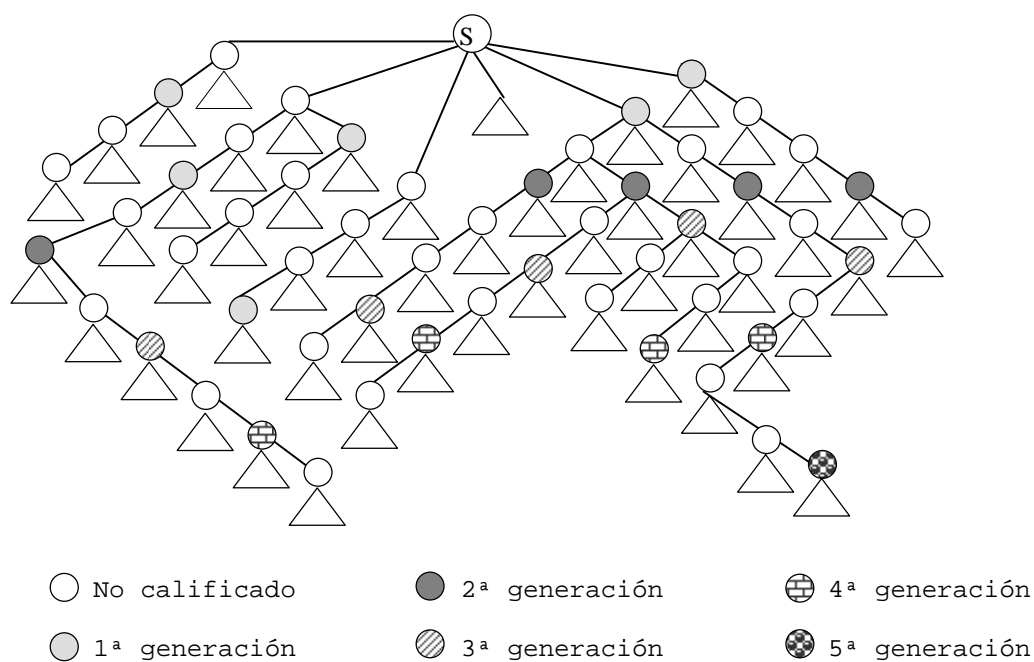 S
No calificado
2ª generación
4ª generación
1ª generación
3ª generación
5ª generación